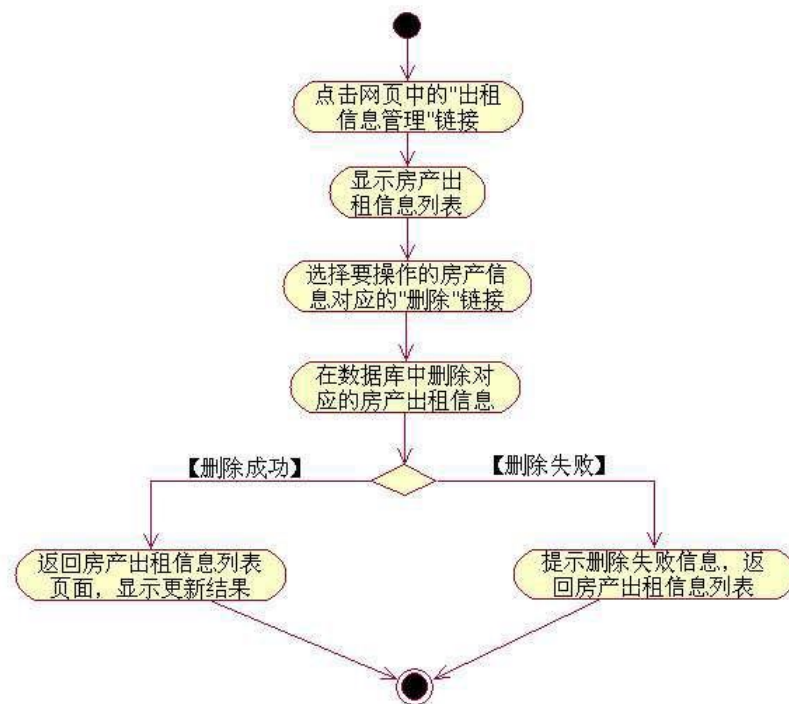 点击网页中的"出租
信息管理"链接
显示房产出
租信息列表
选择要操作的房产信
息对应的"删除"链接
在数据库中删除对
应的房产出租信息
【删除成功】
【删除失败】
返回房产出租信息列表
页面，显示更新结果
提示删除失败信息，返
回房产出租信息列表